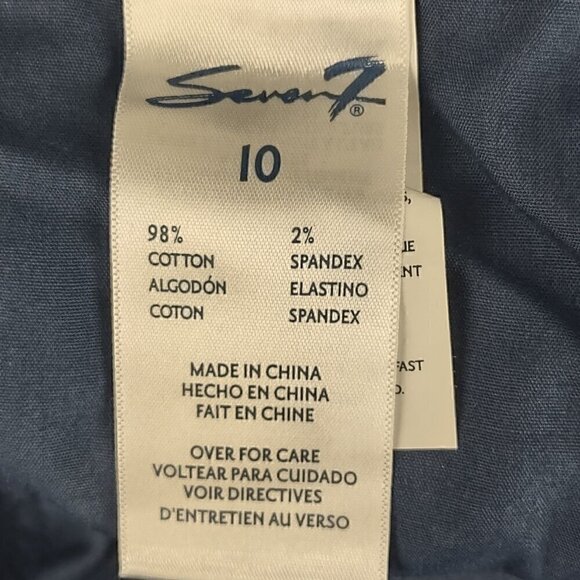 Seven7®
10
98% 2%
COTTON SPANDEX
ALGODÓN ELASTINO
COTON SPANDEX
MADE IN CHINA
HECHO EN CHINA
FAIT EN CHINE
OVER FOR CARE
VOLTEAR PARA CUIDADO
VOIR DIRECTIVES
D'ENTRETIEN AU VERSO
FAST